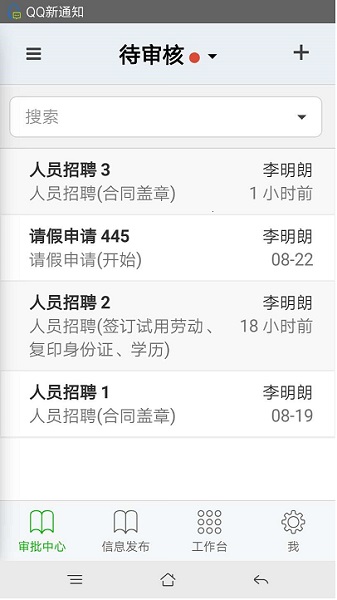 QQ新通知
待审核
搜索
人员招聘 3 李明朗
人员招聘(合同盖章) 1 小时前
请假申请 445 李明朗
请假申请(开始) 08-22
人员招聘 2 李明朗
人员招聘(签订试用劳动、 18 小时前
复印身份证、学历)
人员招聘 1 李明朗
人员招聘(合同盖章) 08-19
审批中心 信息发布 工作台 我